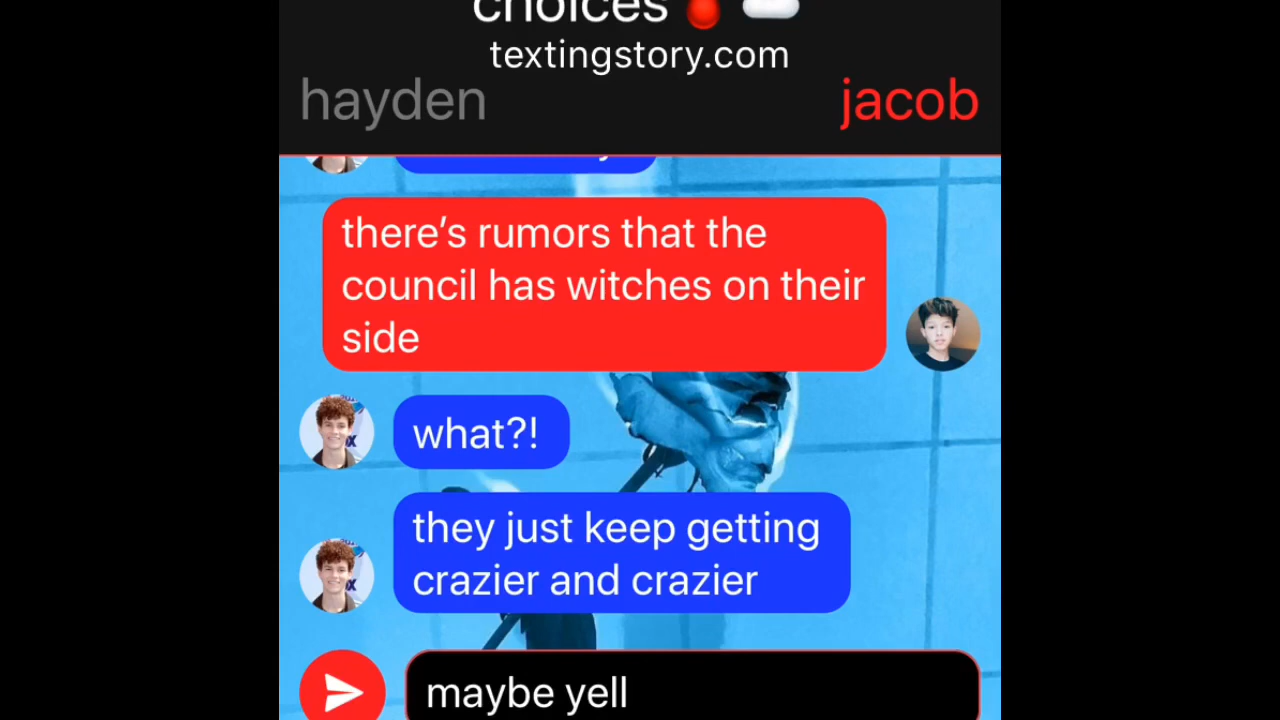 choices
textingstory.com
hayden
jacob
there’s rumors that the
council has witches on their
side
what?!
they just keep getting
crazier and crazier
maybe yell